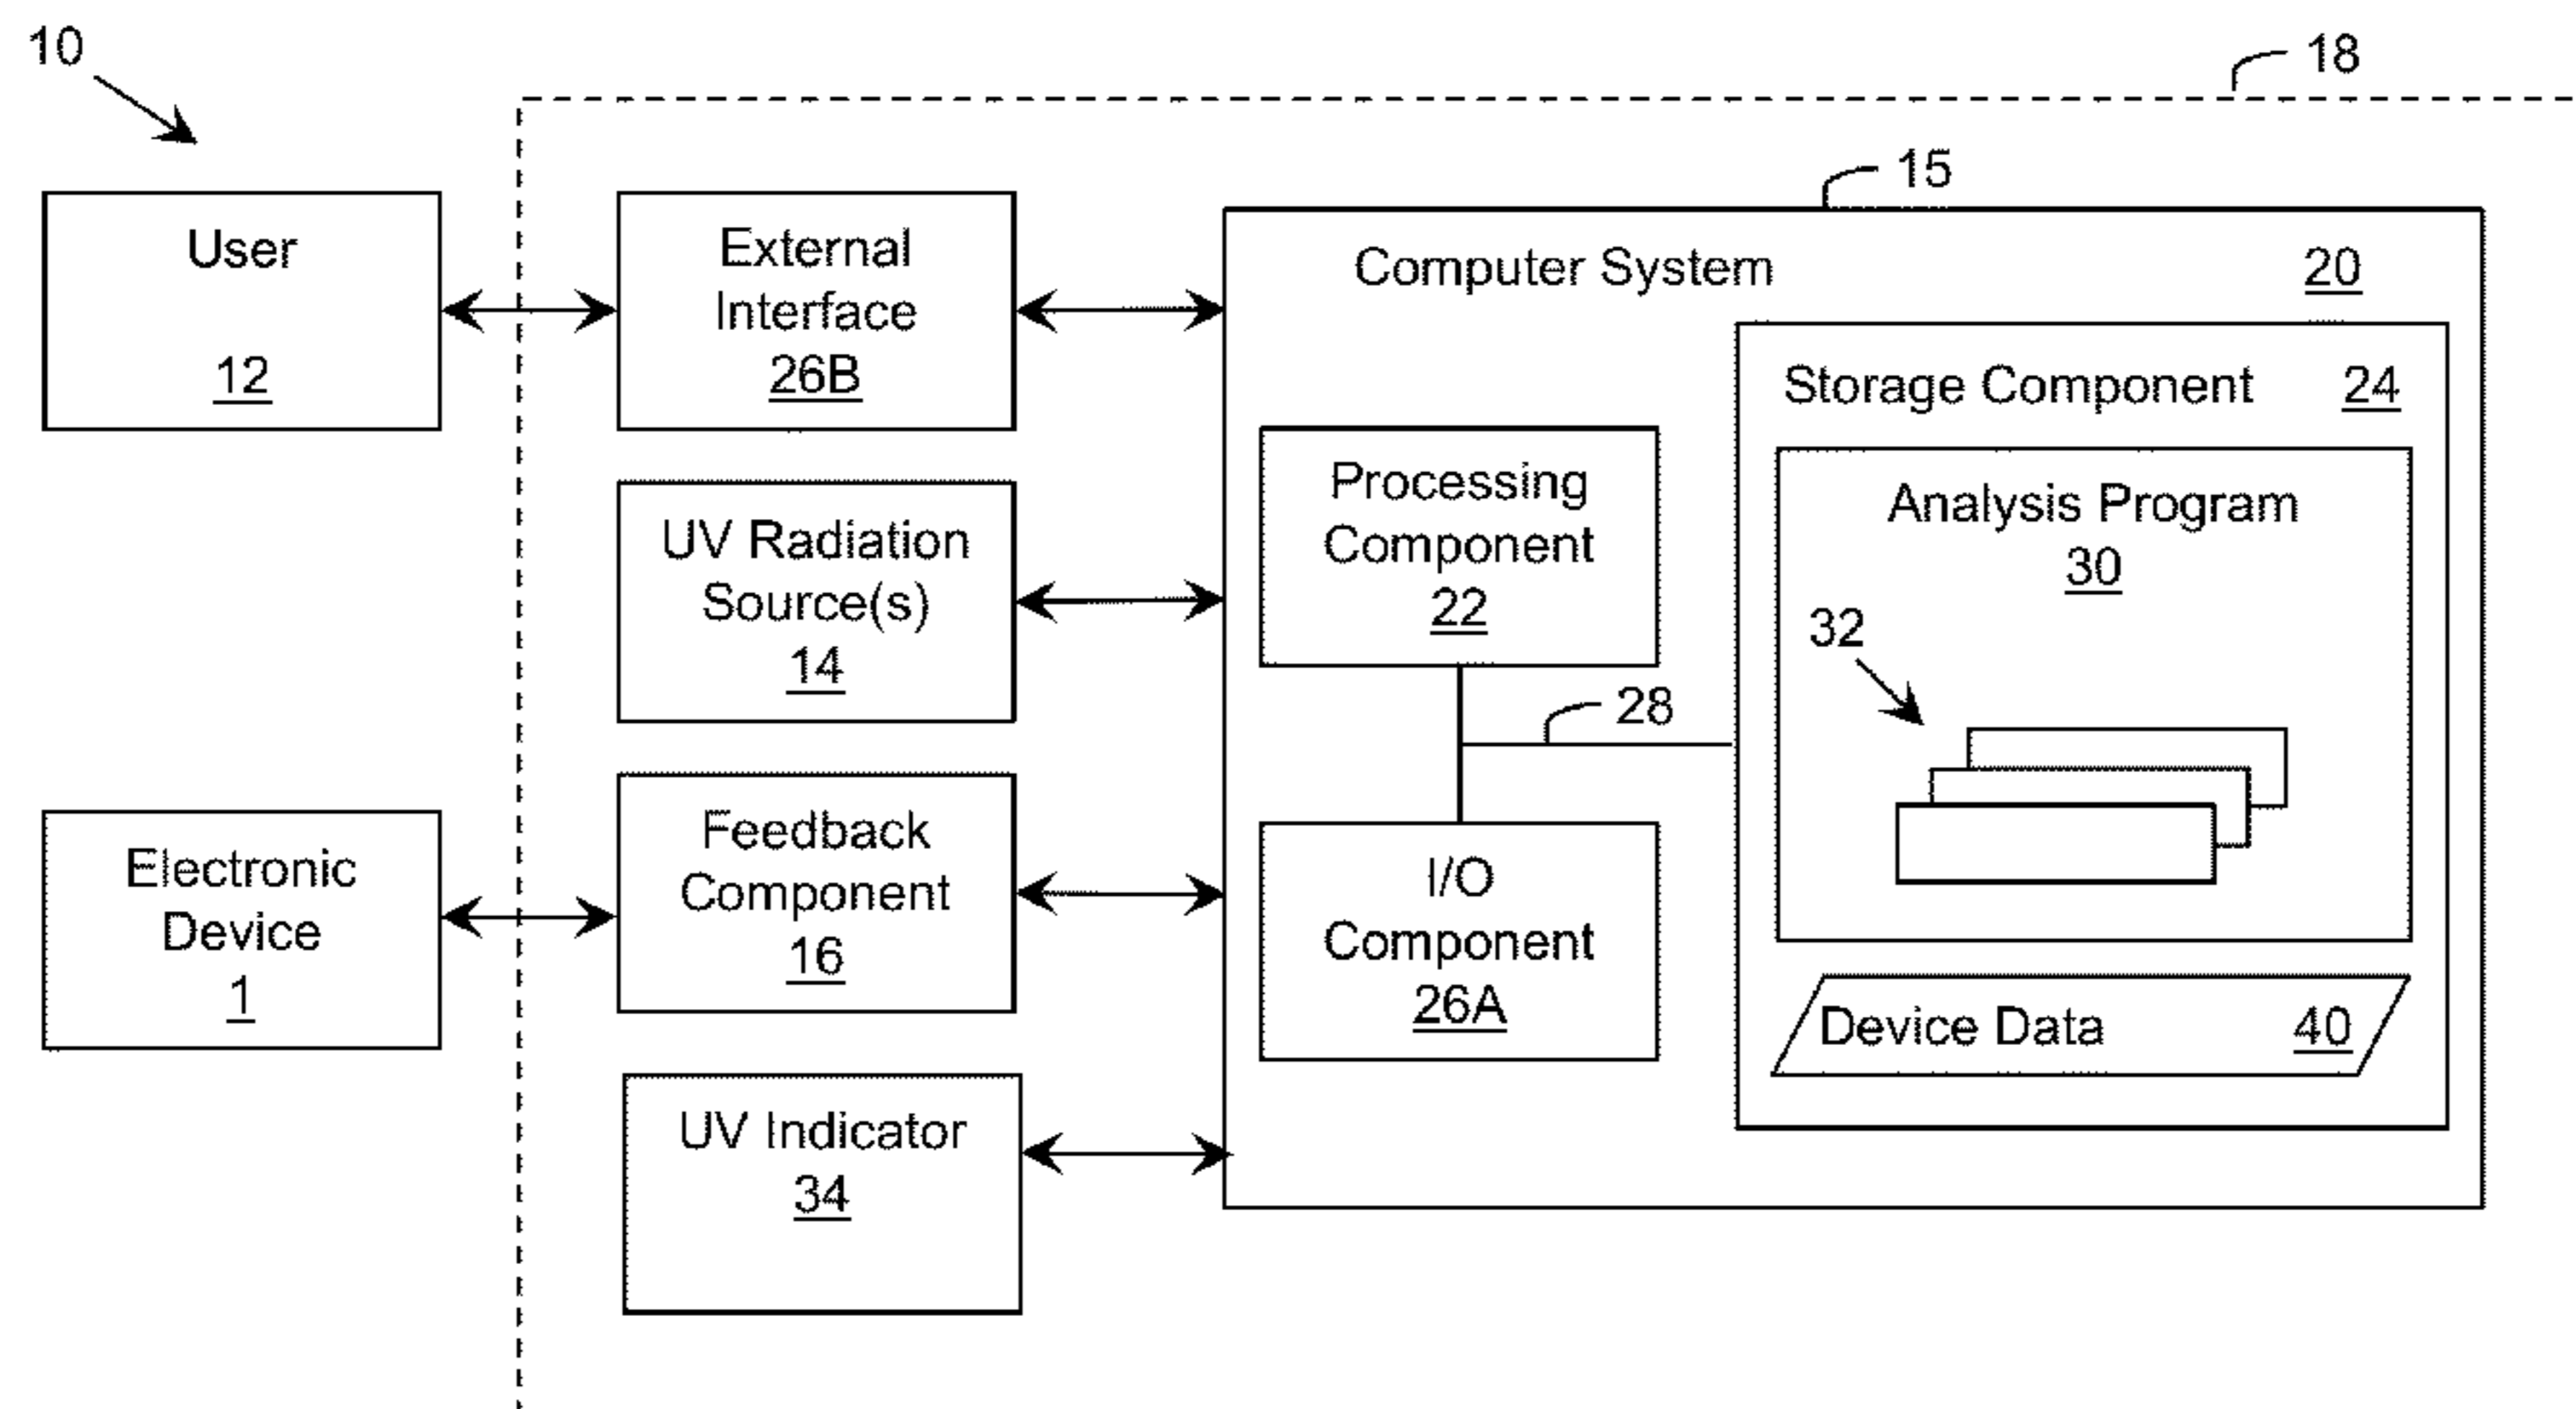 10
18
15
User
12
External
Interface
26B
Computer System
20
UV Radiation
Source(s)
14
Processing
Component
22
Storage Component
24
Analysis Program
30
32
28
Electronic
Device
1
Feedback
Component
16
I/O
Component
26A
Device Data
40
UV Indicator
34